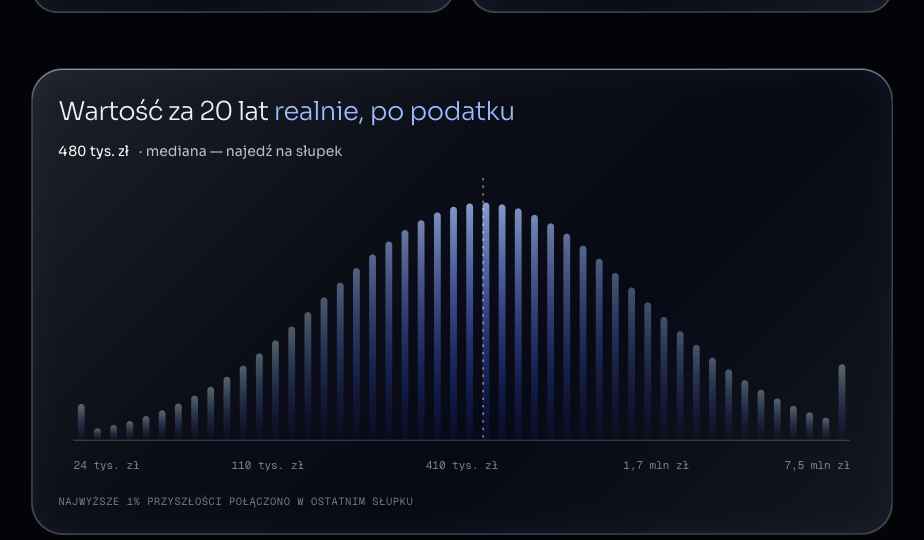 Wartość za 20 lat realnie, po podatku
480 tys. zł · mediana — najedź na słupek
24 tys. zł 110 tys. zł 410 tys. zł 1,7 mln zł 7,5 mln zł
NAJWYŻSZE 1% PRZYSZŁOŚCI POŁĄCZONO W OSTATNIM SŁUPKU